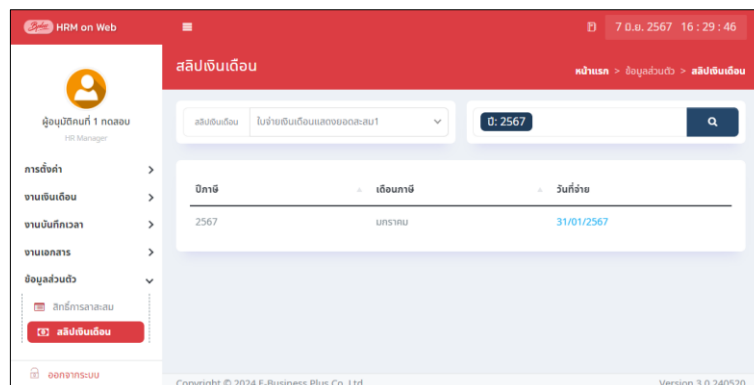 Bplus HRM on Web
7 มิ.ย. 2567 16 : 29 : 46
ผู้อนุมัติคนที่ 1 ทดสอบ
HR Manager
การตั้งค่า
งานเงินเดือน
งานบันทึกเวลา
งานเอกสาร
ข้อมูลส่วนตัว
สิทธิ์การลาสะสม
สลิปเงินเดือน
ออกจากระบบ
สลิปเงินเดือน
หน้าแรก > ข้อมูลส่วนตัว > สลิปเงินเดือน
สลิปเงินเดือน ใบจ่ายเงินเดือนแสดงยอดสะสม1
ปี: 2567
ปีภาษี เดือนภาษี วันที่จ่าย
2567 มกราคม 31/01/2567
Copyright © 2024 E-Business Plus Co.,Ltd
Version 3.0.240520